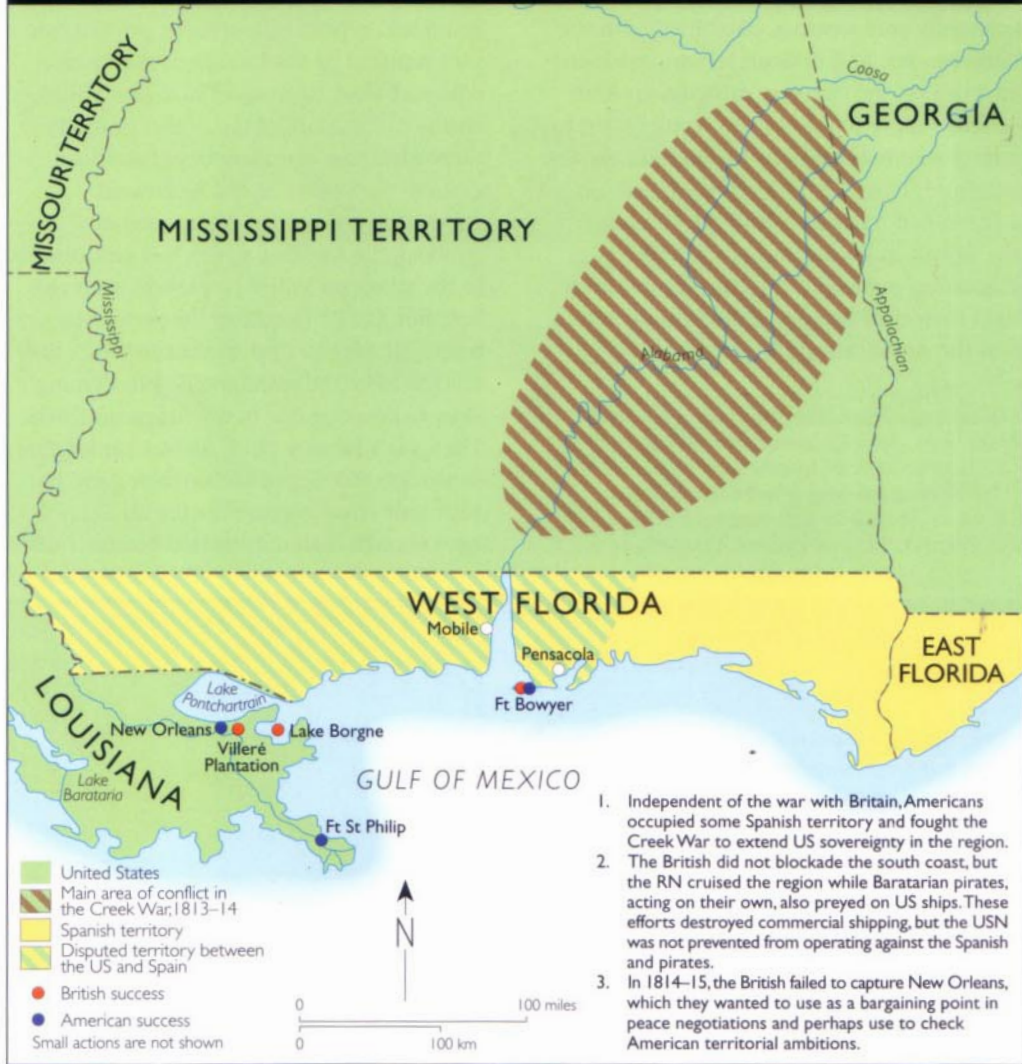 MISSOURI TERRITORY
Mississippi
MISSISSIPPI TERRITORY
Coosa
GEORGIA
Alabama
Appalachian
WEST FLORIDA
Mobile
Pensacola
Ft Bowyer
EAST
FLORIDA
LOUISIANA
Lake
Pontchartrain
New Orleans
Villeré
Plantation
Lake Borgne
Lake
Barataria
Ft St Philip
GULF OF MEXICO
United States
Main area of conflict in
the Creek War, 1813–14
Spanish territory
Disputed territory between
the US and Spain
British success
American success
Small actions are not shown
N
0 100 miles
0 100 km
1. Independent of the war with Britain, Americans
occupied some Spanish territory and fought the
Creek War to extend US sovereignty in the region.
2. The British did not blockade the south coast, but
the RN cruised the region while Baratarian pirates,
acting on their own, also preyed on US ships. These
efforts destroyed commercial shipping, but the USN
was not prevented from operating against the Spanish
and pirates.
3. In 1814–15, the British failed to capture New Orleans,
which they wanted to use as a bargaining point in
peace negotiations and perhaps use to check
American territorial ambitions.